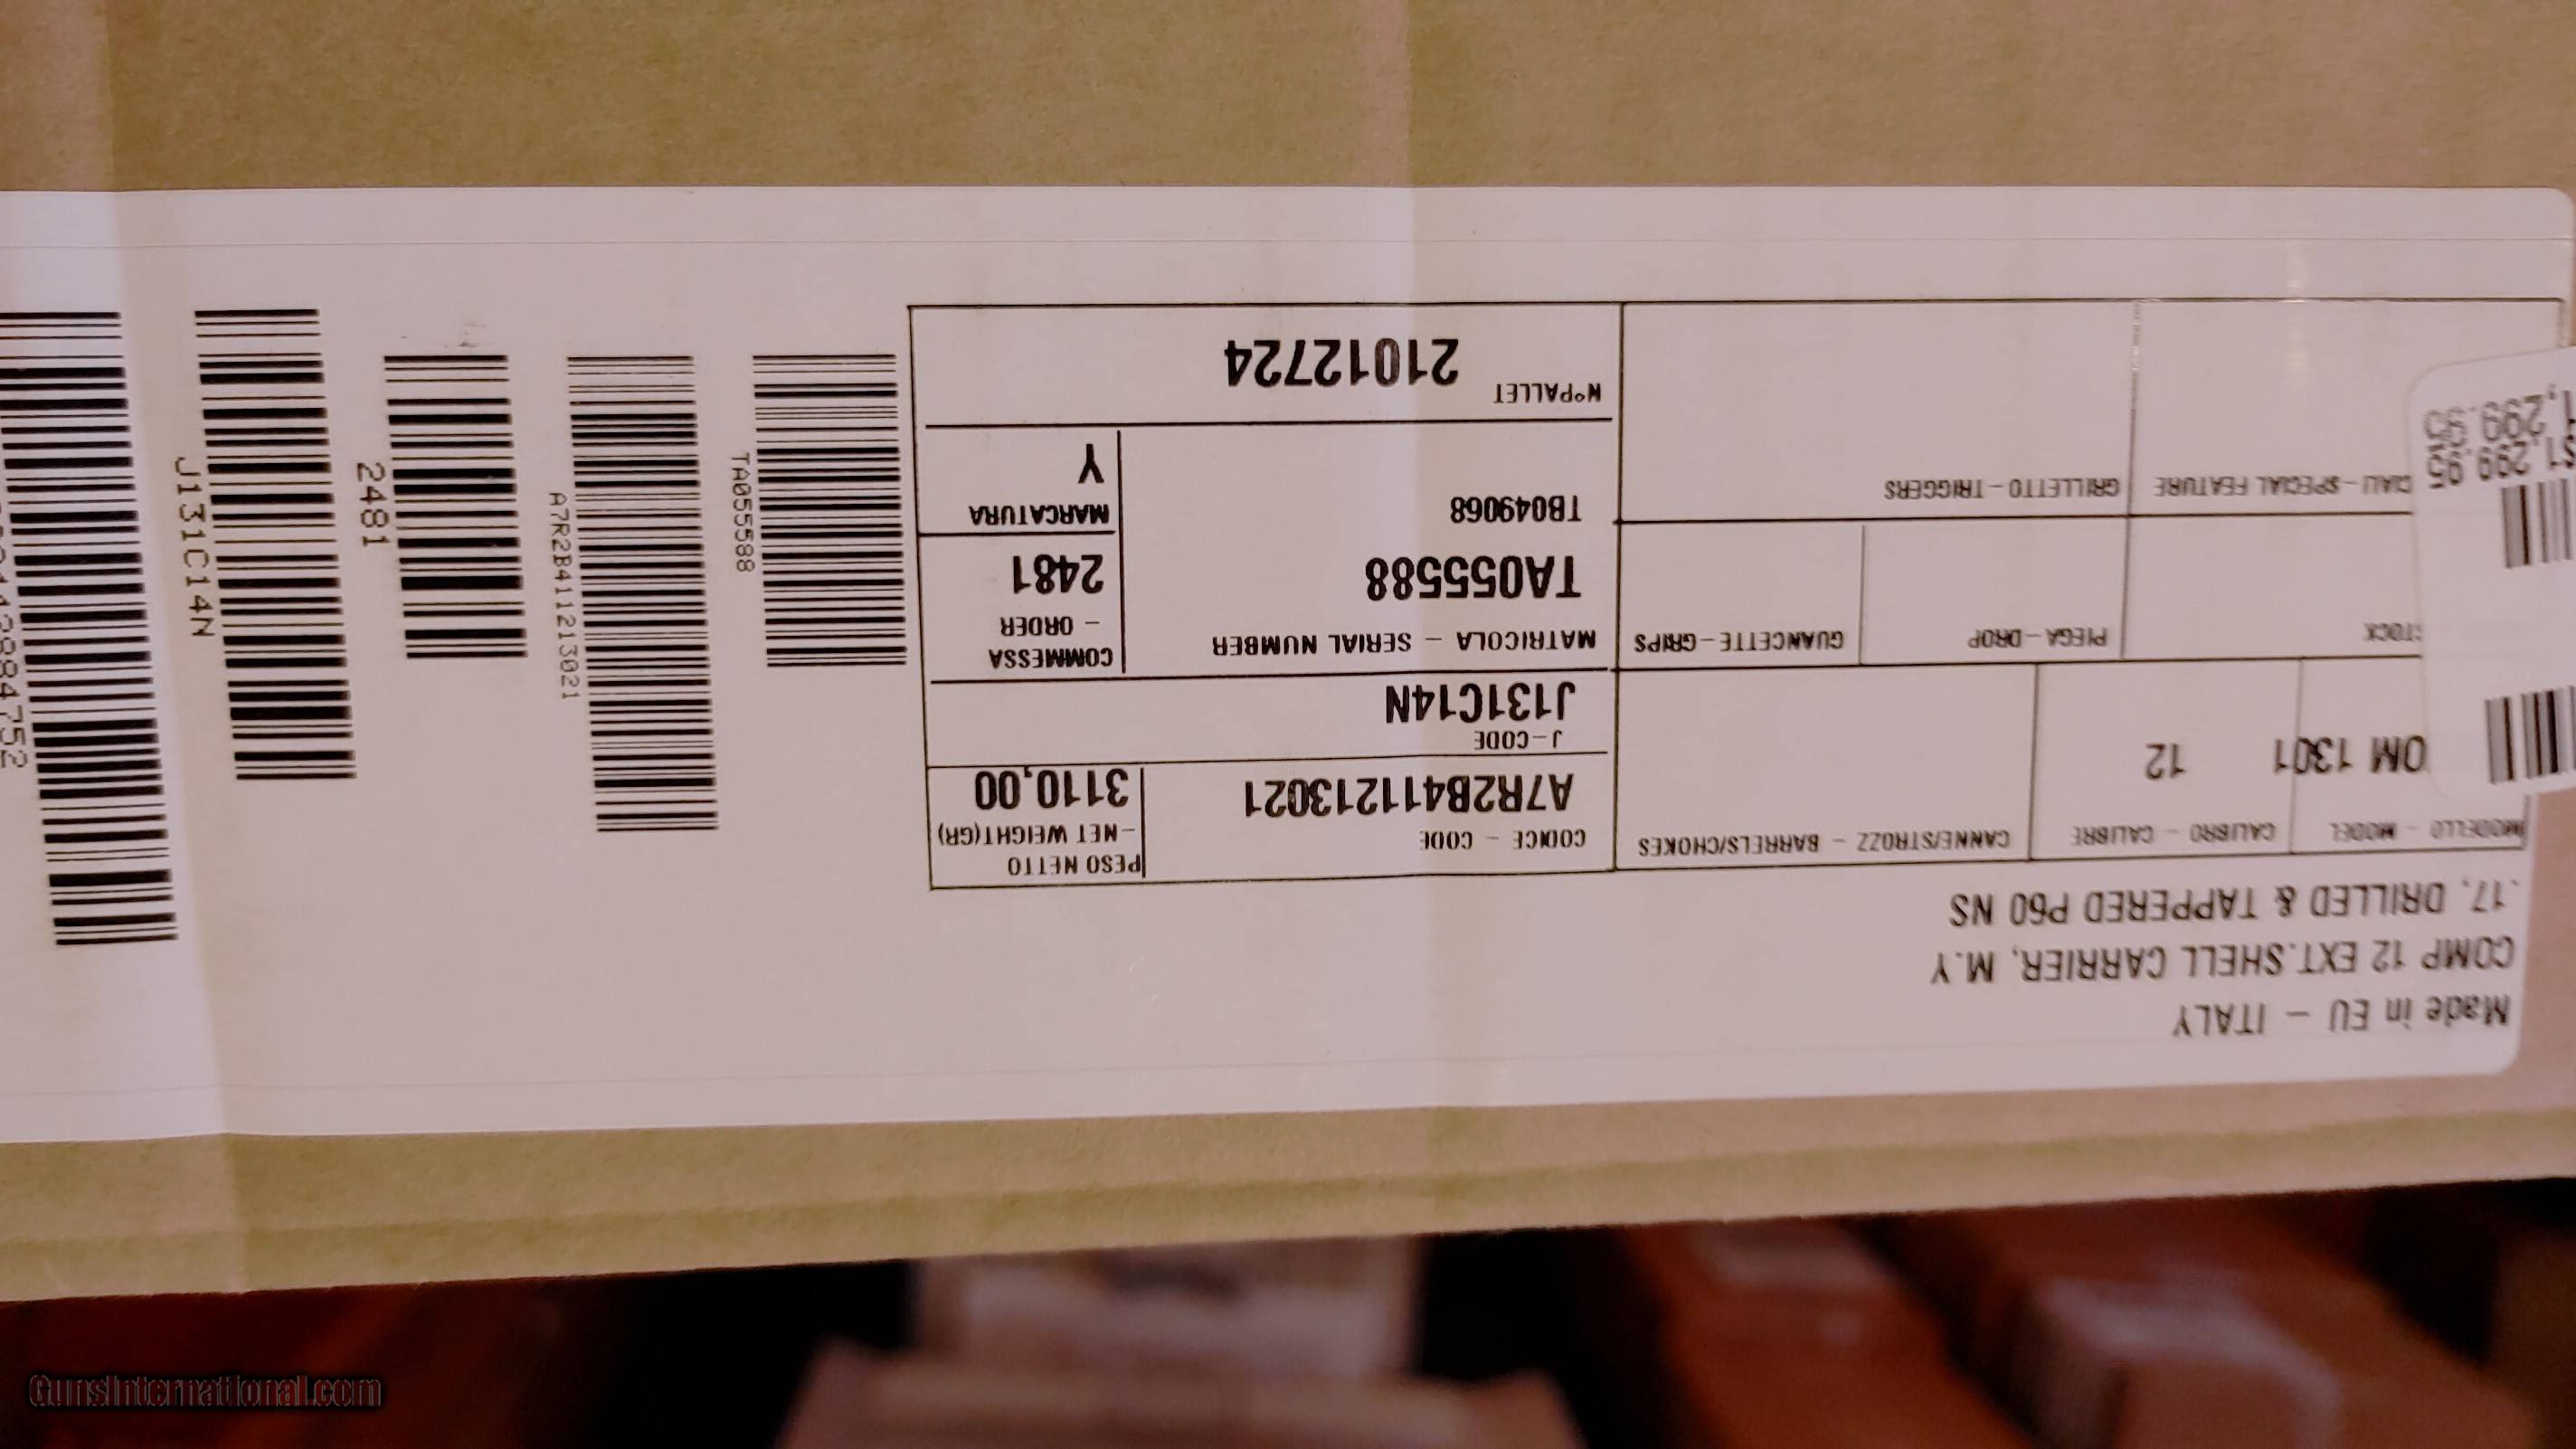 Made in EU - ITALY
COMP 12 EXT.SHELL CARRIER, M.Y
.17, DRILLED & TAPPERED P60 NS
MODELLO - MODEL
OM 1301
CALIBRO - CALIBRE
12
CANNE/STROZZ - BARRELS/CHOKES
CODICE - CODE
A7R2B411213021
PESO NETTO
-NET WEIGHT(GR)
3110,00
J-CODE
J131C14N
PIEGA-DROP
GUANCETTE-GRIPS
MATRICOLA - SERIAL NUMBER
TA055588
TB049068
COMMESSA
- ORDER
2481
MARCATURA
Y
-SPECIAL FEATURE
GRILLETTO-TRIGGERS
N°PALLET
21012724
$1,299.95
1,299.95
TA055588
A7R2B411213021
2481
J131C14N
GunsInternational.com